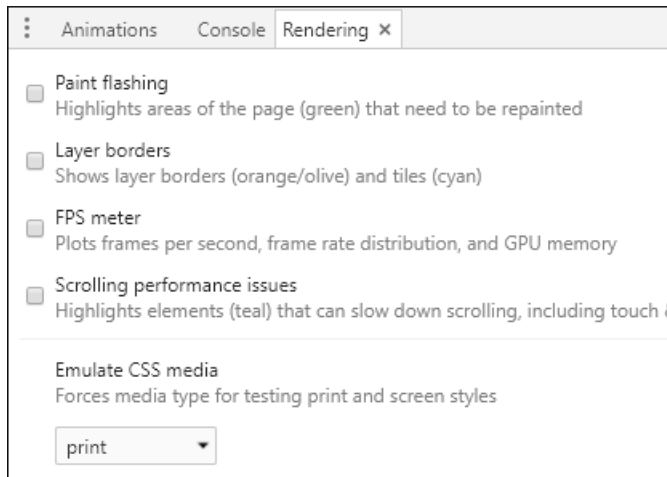 Animations Console Rendering ×
Paint flashing
Highlights areas of the page (green) that need to be repainted
Layer borders
Shows layer borders (orange/olive) and tiles (cyan)
FPS meter
Plots frames per second, frame rate distribution, and GPU memory
Scrolling performance issues
Highlights elements (teal) that can slow down scrolling, including touch &
Emulate CSS media
Forces media type for testing print and screen styles
print